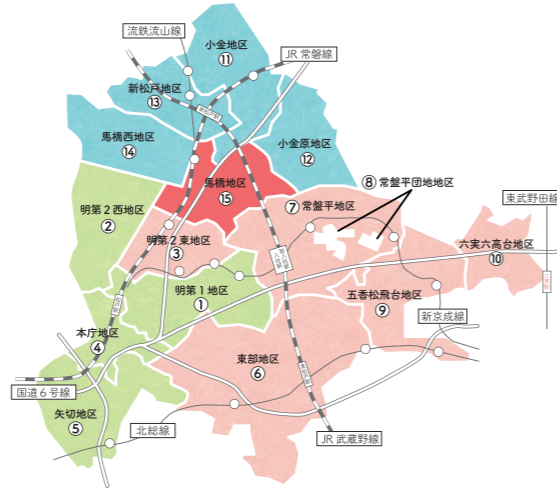 流鉄流山線
小金地区
⑪
JR常磐線
新松戸地区
⑬
馬橋西地区
⑭
小金原地区
⑫
馬橋地区
⑮
⑧常盤平団地地区
⑦常盤平地区
東武野田線
明第2西地区
②
明第2東地区
③
六実六高台地区
⑩
明第1地区
①
五香松飛台地区
⑨
新京成線
本庁地区
④
東部地区
⑥
国道6号線
矢切地区
⑤
北総線
JR武蔵野線